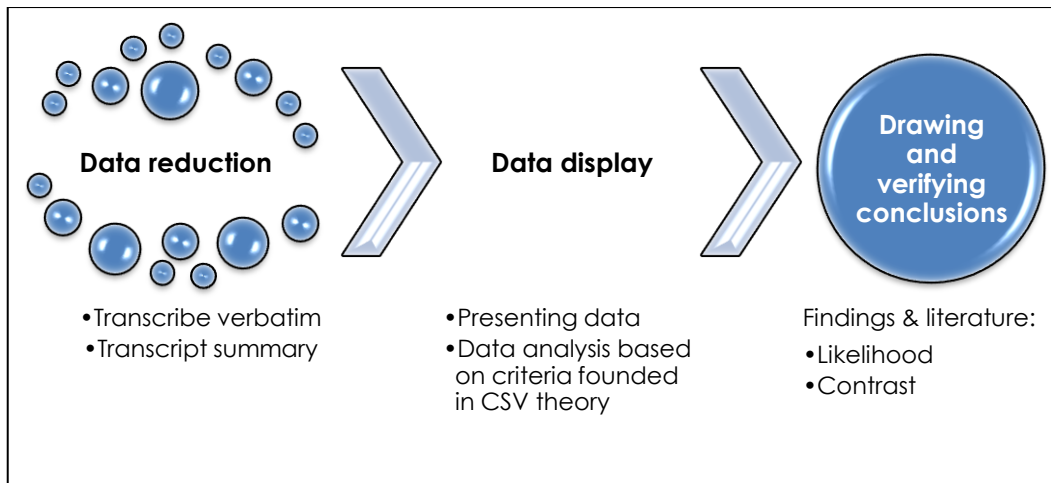 Data reduction
•Transcribe verbatim
•Transcript summary
Data display
•Presenting data
•Data analysis based
on criteria founded
in CSV theory
Drawing
and
verifying
conclusions
Findings & literature:
•Likelihood
•Contrast